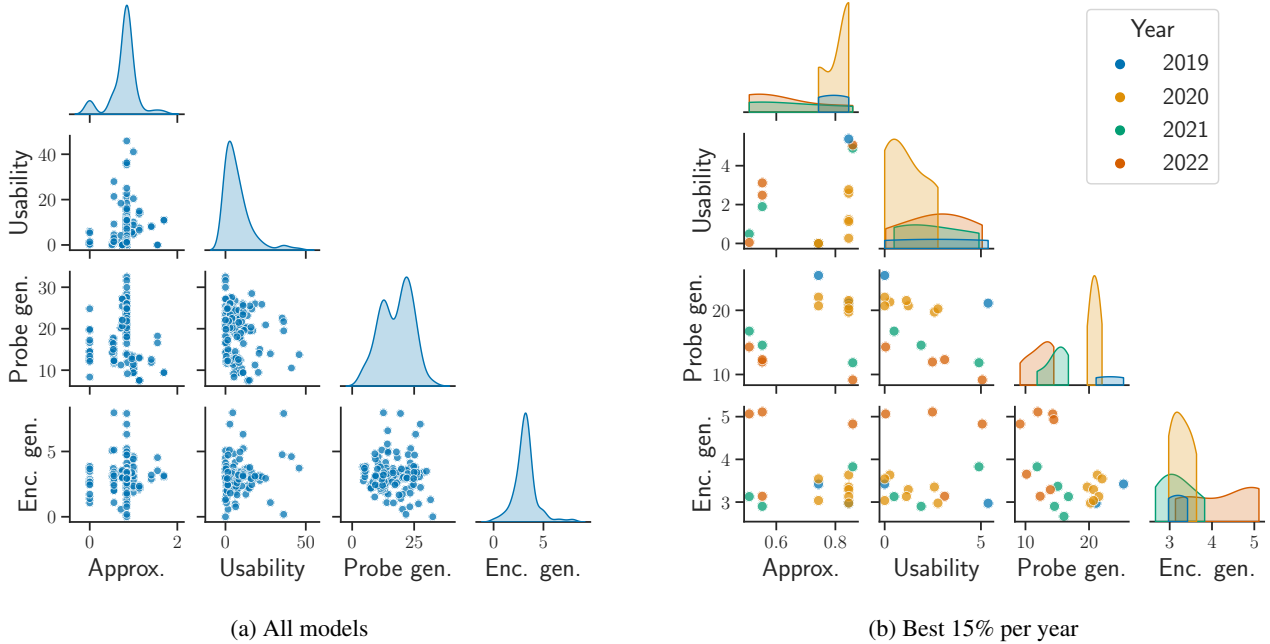 Year
2019
2020
2021
2022
Usability
40
20
0
Usability
4
2
0
Probe gen.
30
20
10
Probe gen.
20
10
Enc. gen.
5
0
Enc. gen.
5
4
3
0 2 0 50 0 25 0 5
0.6 0.8 0 5 10 20 3 4 5
Approx. Usability Probe gen. Enc. gen.
Approx. Usability Probe gen. Enc. gen.
(a) All models
(b) Best 15% per year